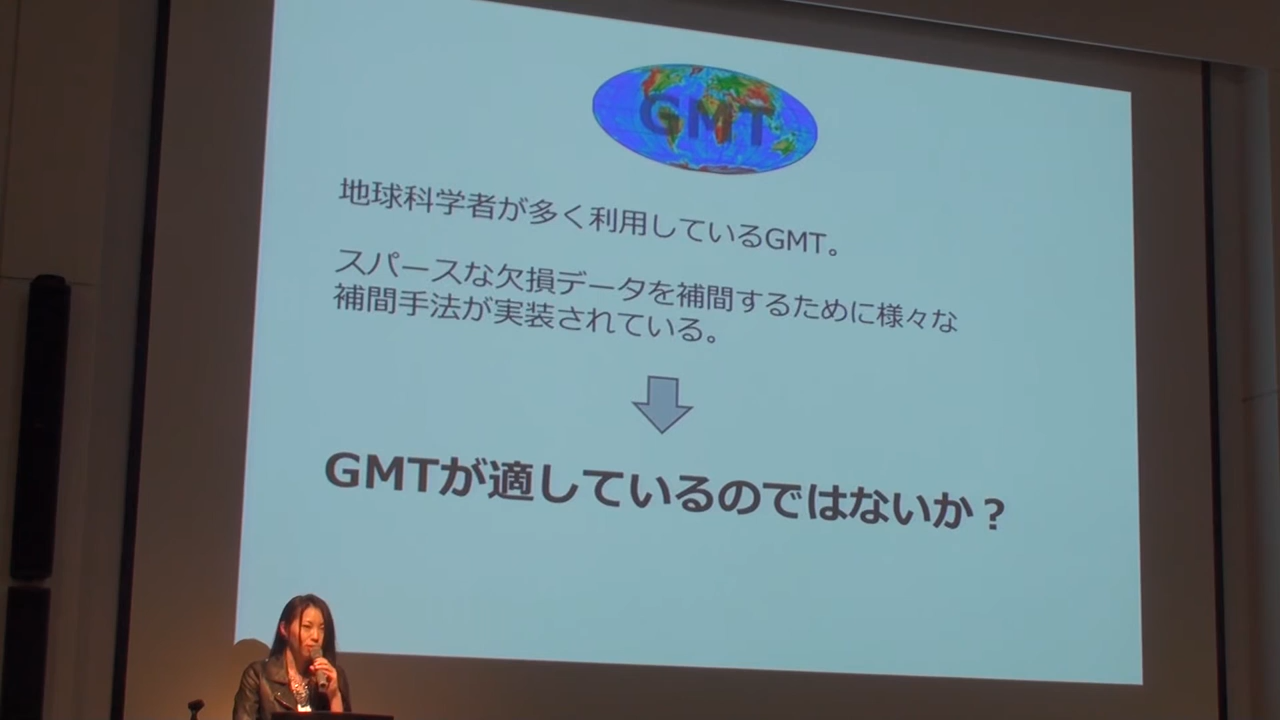 GMT
地球科学者が多く利用しているGMT。
スパースな欠損データを補間するために様々な
補間手法が実装されている。
GMTが適しているのではないか？